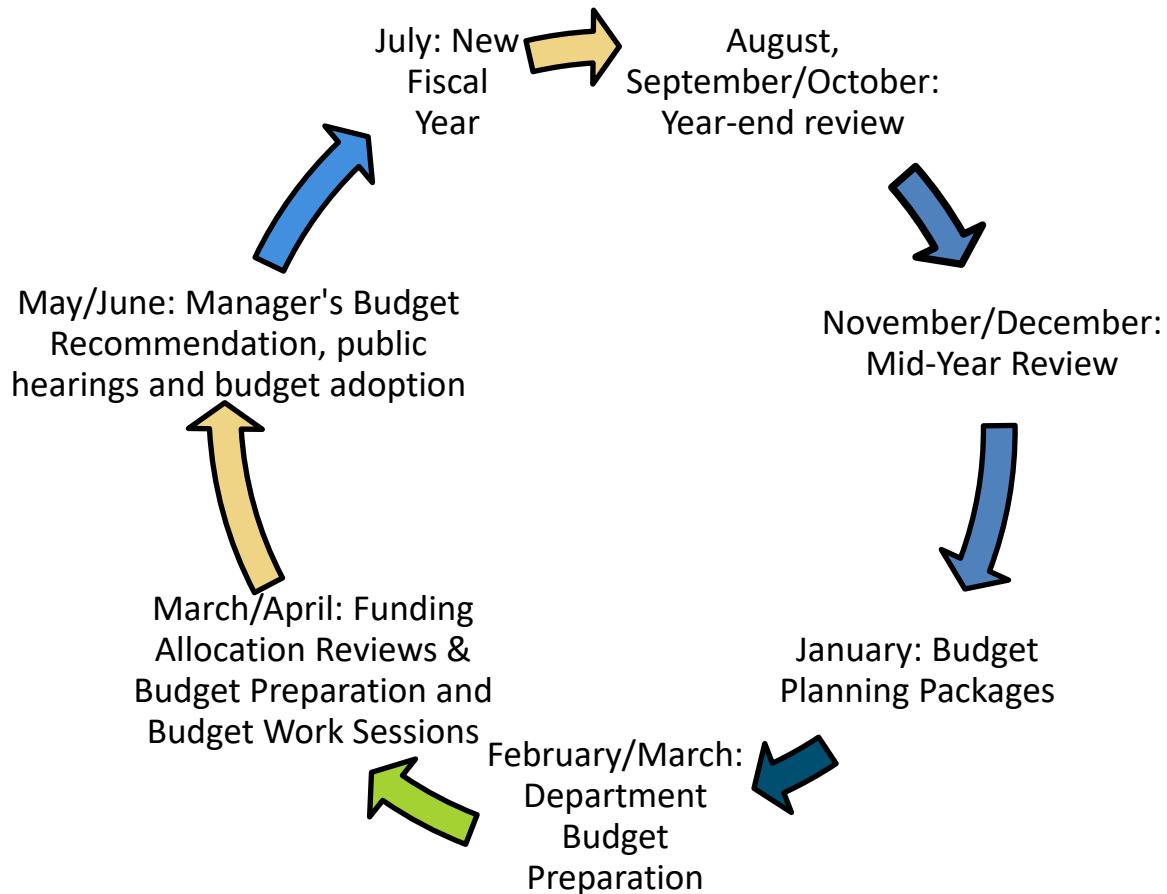 July: New
Fiscal
Year
August,
September/October:
Year-end review
November/December:
Mid-Year Review
January: Budget
Planning Packages
February/March:
Department
Budget
Preparation
March/April: Funding
Allocation Reviews &
Budget Preparation and
Budget Work Sessions
May/June: Manager's Budget
Recommendation, public
hearings and budget adoption